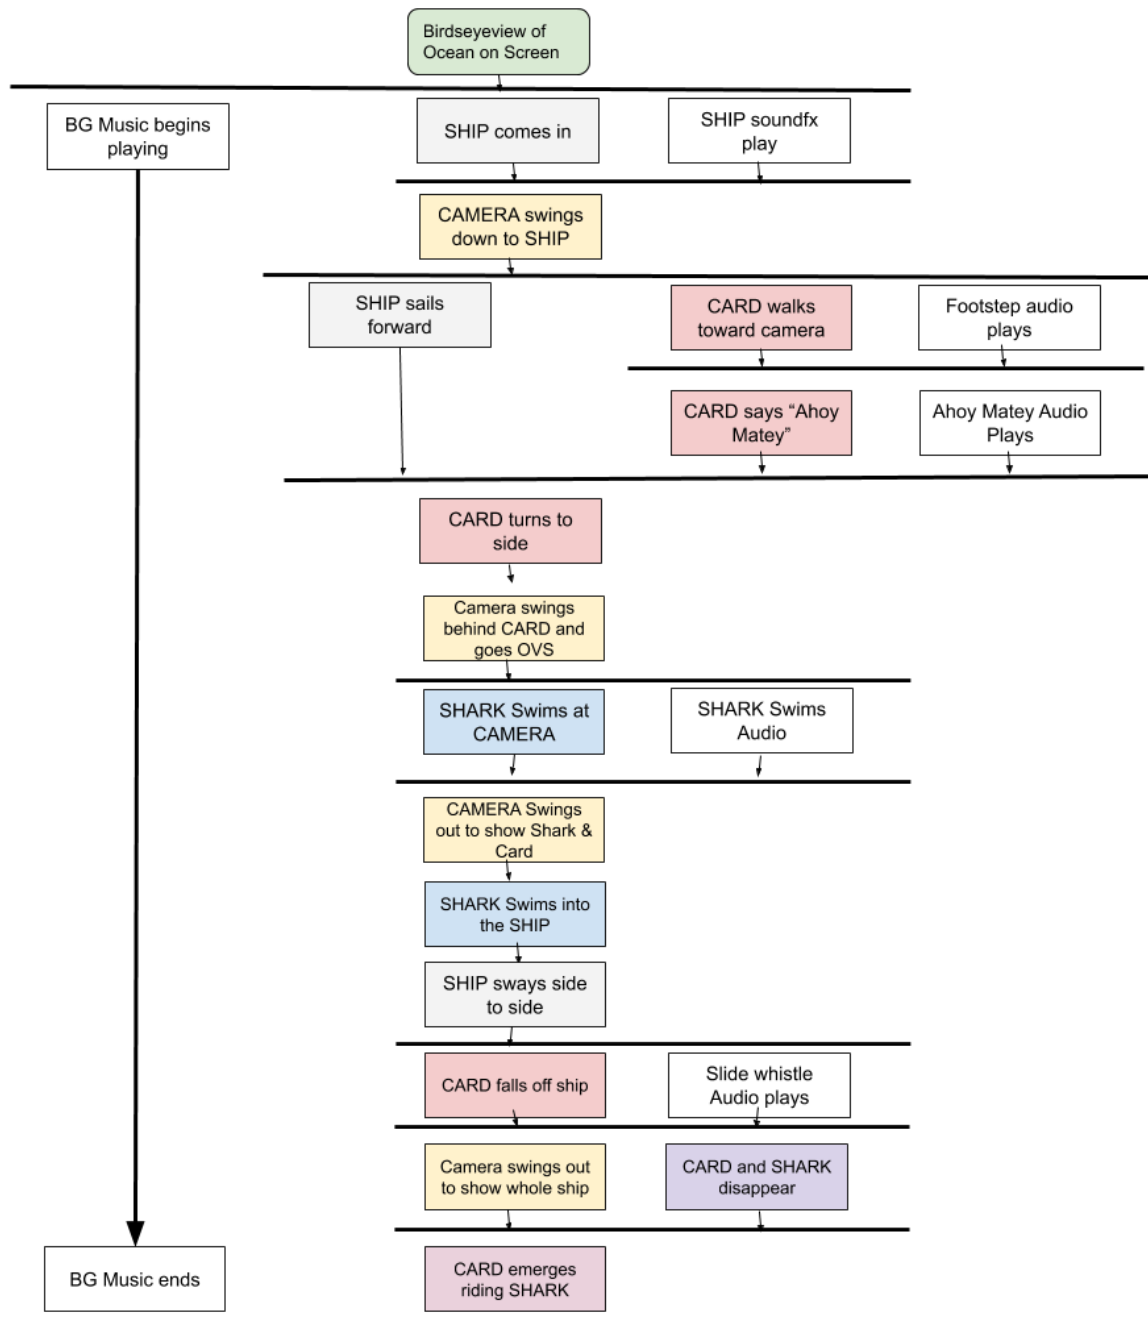 Birdseyeview of
Ocean on Screen
BG Music begins
playing
SHIP comes in
SHIP soundfx
play
CAMERA swings
down to SHIP
SHIP sails
forward
CARD walks
toward camera
Footstep audio
plays
CARD says “Ahoy
Matey”
Ahoy Matey Audio
Plays
CARD turns to
side
Camera swings
behind CARD and
goes OVS
SHARK Swims at
CAMERA
SHARK Swims
Audio
CAMERA Swings
out to show Shark &
Card
SHARK Swims into
the SHIP
SHIP sways side
to side
CARD falls off ship
Slide whistle
Audio plays
Camera swings out
to show whole ship
CARD and SHARK
disappear
BG Music ends
CARD emerges
riding SHARK